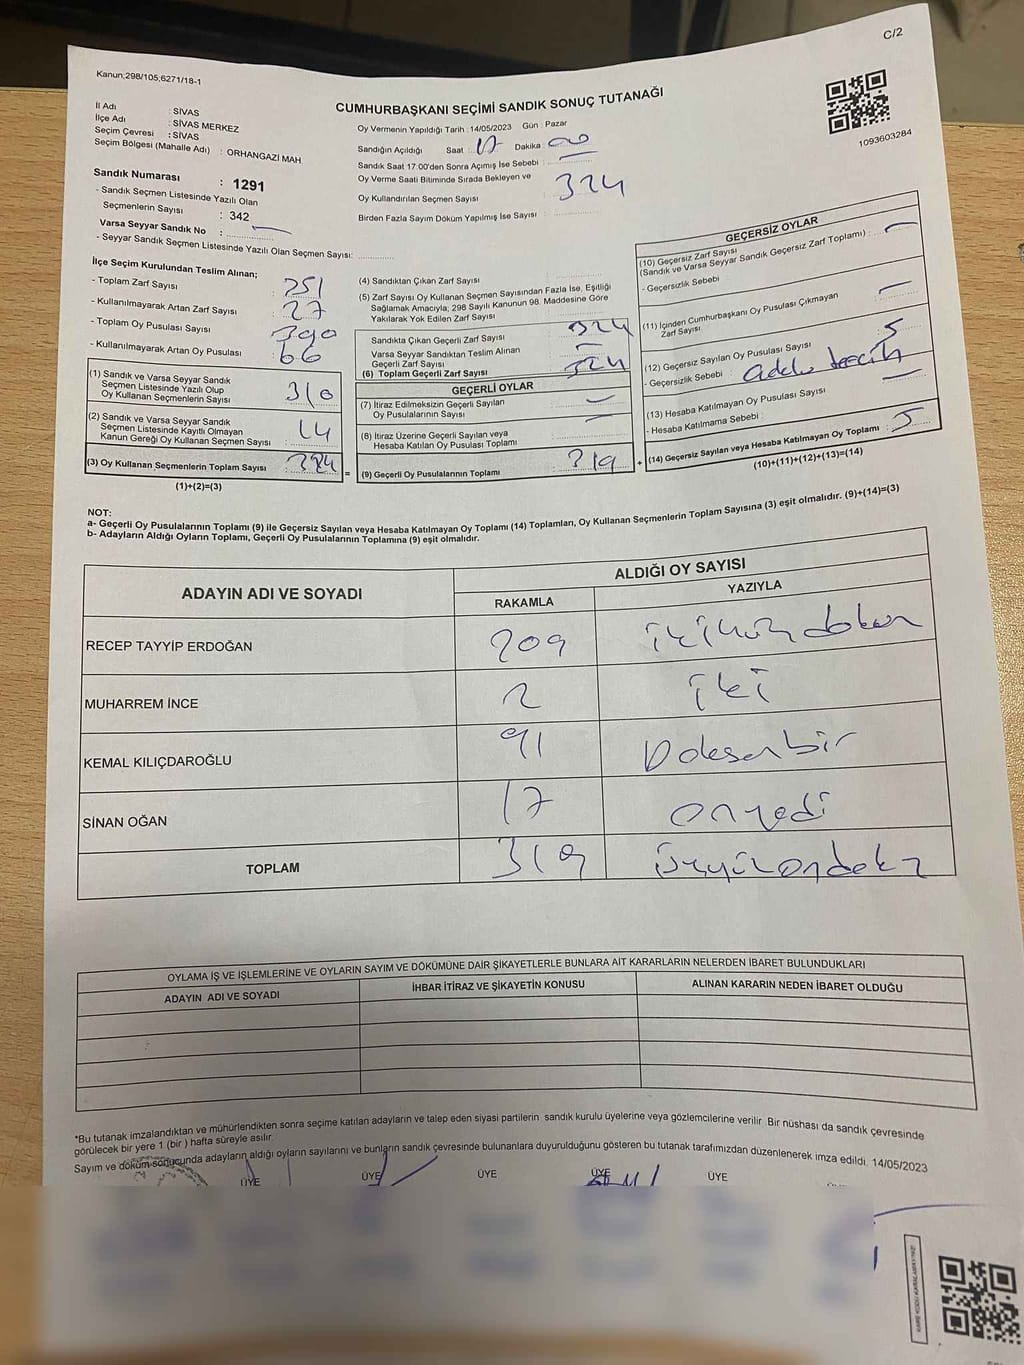 C/2
Kanun;298/105;6271/18-1
CUMHURBAŞKANI SEÇİMİ SANDIK SONUÇ TUTANAĞI
1093603284
İl Adı : SİVAS
İlçe Adı : SİVAS MERKEZ
Seçim Çevresi : SİVAS
Seçim Bölgesi (Mahalle Adı) : ORHANGAZİ MAH.
Oy Vermenin Yapıldığı Tarih : 14/05/2023 Gün : Pazar
Sandığın Açıldığı Saat : 17 Dakika : 00
Sandık Saat 17:00'den Sonra Açımış İse Sebebi :
Oy Verme Saati Bitiminde Sırada Bekleyen ve
Oy Kullandırılan Seçmen Sayısı : 324
Birden Fazla Sayım Döküm Yapılmış İse Sayısı :
Sandık Numarası : 1291
- Sandık Seçmen Listesinde Yazılı Olan
Seçmenlerin Sayısı : 342
Varsa Seyyar Sandık No :
- Seyyar Sandık Seçmen Listesinde Yazılı Olan Seçmen Sayısı:
İlçe Seçim Kurulundan Teslim Alınan;
- Toplam Zarf Sayısı : 351
- Kullanılmayarak Artan Zarf Sayısı : 27
- Toplam Oy Pusulası Sayısı : 390
- Kullanılmayarak Artan Oy Pusulası : 66
(1) Sandık ve Varsa Seyyar Sandık
Seçmen Listesinde Yazılı Olup
Oy Kullanan Seçmenlerin Sayısı : 310
(2) Sandık ve Varsa Seyyar Sandık
Seçmen Listesinde Kayıtlı Olmayan
Kanun Gereği Oy Kullanan Seçmen Sayısı : 14
(3) Oy Kullanan Seçmenlerin Toplam Sayısı : 324 =
(1)+(2)=(3)
(4) Sandıktan Çıkan Zarf Sayısı :
(5) Zarf Sayısı Oy Kullanan Seçmen Sayısından Fazla İse, Eşitliği
Sağlamak Amacıyla, 298 Sayılı Kanunun 98. Maddesine Göre
Yakılarak Yok Edilen Zarf Sayısı :
Sandıkta Çıkan Geçerli Zarf Sayısı : 324
Varsa Seyyar Sandıktan Teslim Alınan
Geçerli Zarf Sayısı : –
(6) Toplam Geçerli Zarf Sayısı : 324
GEÇERLİ OYLAR
(7) İtiraz Edilmeksizin Geçerli Sayılan
Oy Pusulalarının Sayısı : –
(8) İtiraz Üzerine Geçerli Sayılan veya
Hesaba Katılan Oy Pusulası Toplamı : –
(9) Geçerli Oy Pusulalarının Toplamı : 319 +
GEÇERSİZ OYLAR
(10) Geçersiz Zarf Sayısı
(Sandık ve Varsa Seyyar Sandık Geçersiz Zarf Toplamı) : –
- Geçersizlik Sebebi
(11) İçinden Cumhurbaşkanı Oy Pusulası Çıkmayan
Zarf Sayısı : –
(12) Geçersiz Sayılan Oy Pusulası Sayısı : 5
- Geçersizlik Sebebi :
(13) Hesaba Katılmayan Oy Pusulası Sayısı : –
- Hesaba Katılmama Sebebi :
(14) Geçersiz Sayılan veya Hesaba Katılmayan Oy Toplamı : 5
(10)+(11)+(12)+(13)=(14)
NOT:
a- Geçerli Oy Pusulalarının Toplamı (9) ile Geçersiz Sayılan veya Hesaba Katılmayan Oy Toplamı (14) Toplamları, Oy Kullanan Seçmenlerin Toplam Sayısına (3) eşit olmalıdır. (9)+(14)=(3)
b- Adayların Aldığı Oyların Toplamı, Geçerli Oy Pusulalarının Toplamına (9) eşit olmalıdır.
ADAYIN ADI VE SOYADI ALDIĞI OY SAYISI
RAKAMLA YAZIYLA
RECEP TAYYİP ERDOĞAN 209 ikiyüzdokuz
MUHARREM İNCE 2 iki
KEMAL KILIÇDAROĞLU 91 Doksanbir
SİNAN OĞAN 17 onyedi
TOPLAM 319 üçyüzondokuz
OYLAMA İŞ VE İŞLEMLERİNE VE OYLARIN SAYIM VE DÖKÜMÜNE DAİR ŞİKAYETLERLE BUNLARA AİT KARARLARIN NELERDEN İBARET BULUNDUKLARI
ADAYIN ADI VE SOYADI İHBAR İTİRAZ VE ŞİKAYETİN KONUSU ALINAN KARARIN NEDEN İBARET OLDUĞU
*Bu tutanak imzalandıktan ve mühürlendikten sonra seçime katılan adayların ve talep eden siyasi partilerin sandık kurulu üyelerine veya gözlemcilerine verilir. Bir nüshası da sandık çevresinde
görülecek bir yere 1 (bir) hafta süreyle asılır.
Sayım ve döküm sonucunda adayların aldığı oyların sayılarını ve bunların sandık çevresinde bulunanlara duyurulduğunu gösteren bu tutanak tarafımızdan düzenlenerek imza edildi. 14/05/2023
ÜYE ÜYE ÜYE ÜYE ÜYE